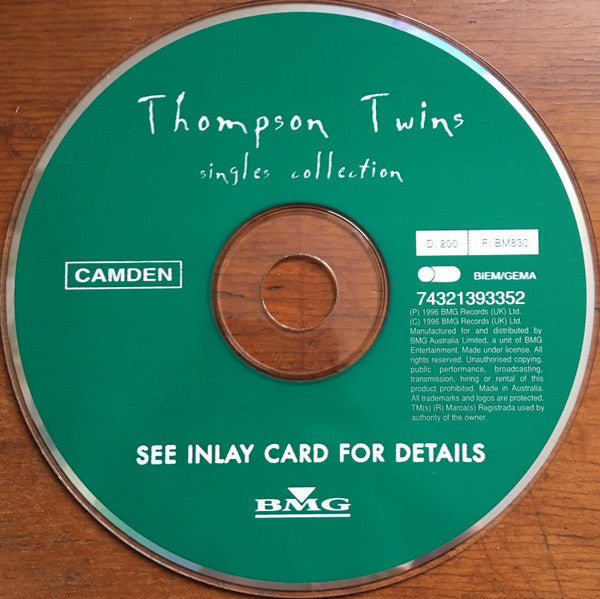 Thompson Twins
singles collection
CAMDEN
D: 200 F: BM830
BIEM/GEMA
74321393352
(P) 1996 BMG Records (UK) Ltd.
(C) 1996 BMG Records (UK) Ltd.
Manufactured for and distributed by
BMG Australia Limited, a unit of BMG
Entertainment. Made under license. All
rights reserved. Unauthorised copying,
public performance, broadcasting,
transmission, hiring or rental of this
product prohibited. Made in Australia.
All trademarks and logos are protected.
TM(s) (R) Marca(s) Registrada used by
authority of the owner.
SEE INLAY CARD FOR DETAILS
BMG